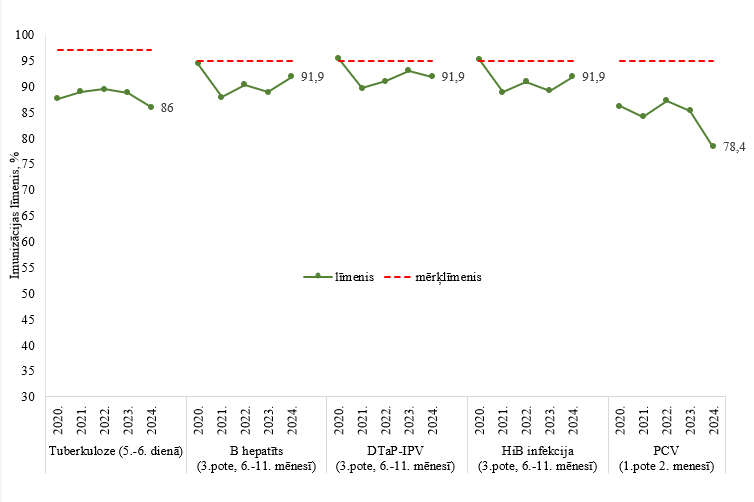 100
95
90
85
80
75
70
65
60
55
50
45
40
35
30
Imunizācijas līmenis, %
86
91,9
91,9
91,9
78,4
līmenis
mērķlīmenis
2020. 2021. 2022. 2023. 2024. 2020. 2021. 2022. 2023. 2024. 2020. 2021. 2022. 2023. 2024. 2020. 2021. 2022. 2023. 2024. 2020. 2021. 2022. 2023. 2024.
Tuberkuloze (5.-6. dienā)
B hepatīts
(3.pote, 6.-11. mēnesī)
DTaP-IPV
(3.pote, 6.-11. mēnesī)
HiB infekcija
(3.pote, 6.-11. mēnesī)
PCV
(1.pote 2. menesī)